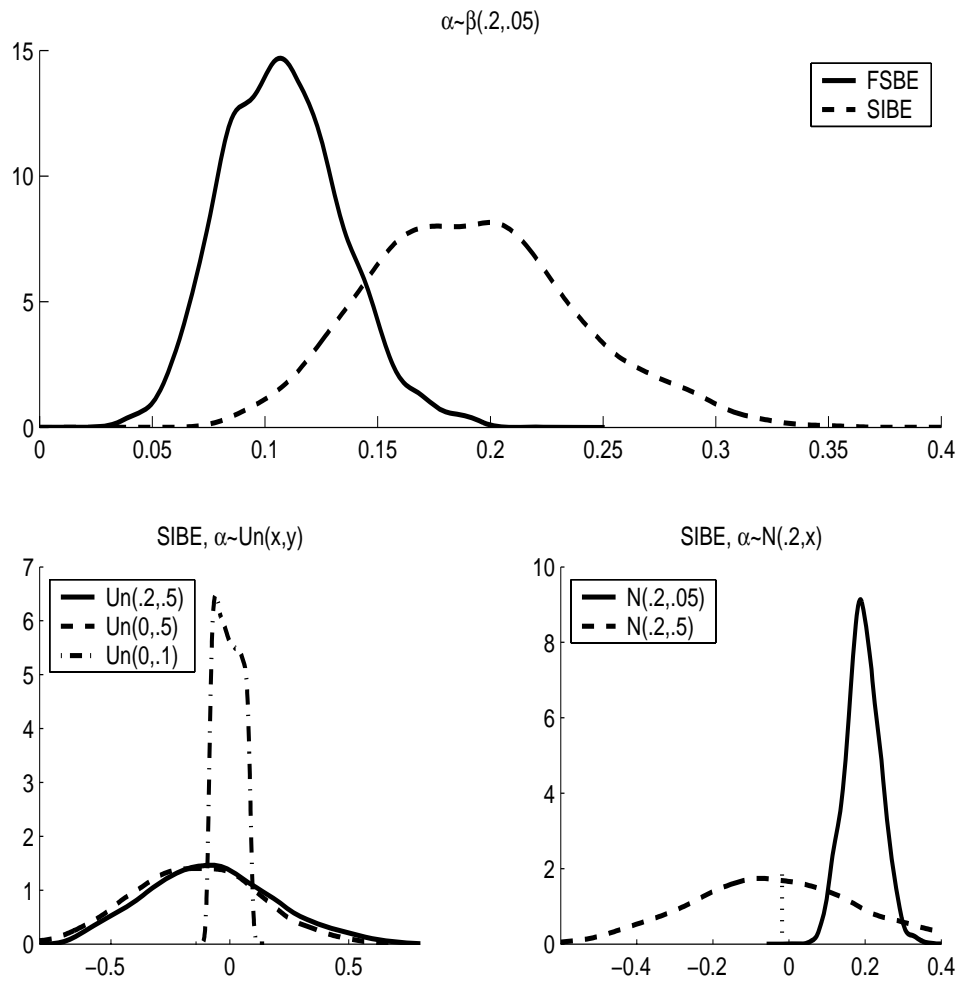 α~β(.2,.05)
15
10
5
0
FSBE
SIBE
0 0.05 0.1 0.15 0.2 0.25 0.3 0.35 0.4
SIBE, α~Un(x,y)
7
6
5
4
3
2
1
0
Un(.2,.5)
Un(0,.5)
Un(0,.1)
−0.5 0 0.5
SIBE, α~N(.2,x)
10
8
6
4
2
0
N(.2,.05)
N(.2,.5)
−0.4 −0.2 0 0.2 0.4